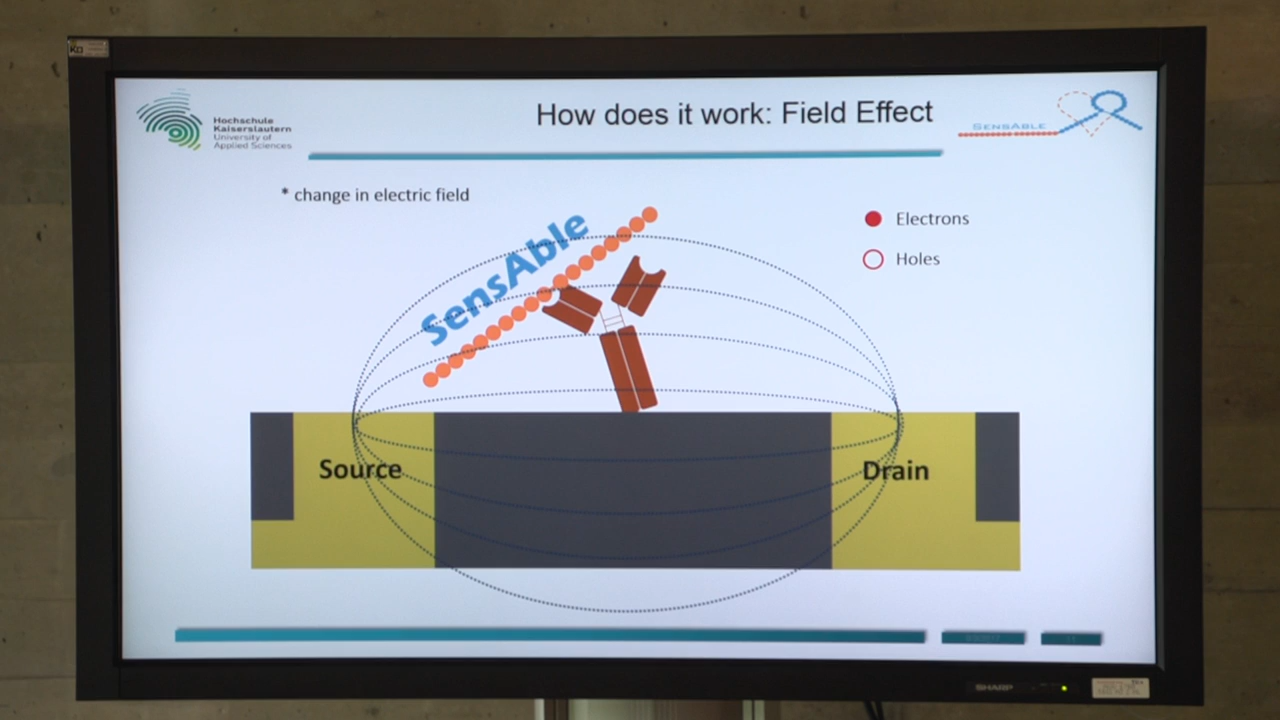 Hochschule
Kaiserslautern
University of
Applied Sciences
How does it work: Field Effect
SENSABLE
* change in electric field
Electrons
Holes
SensAble
Source
Drain
SHARP